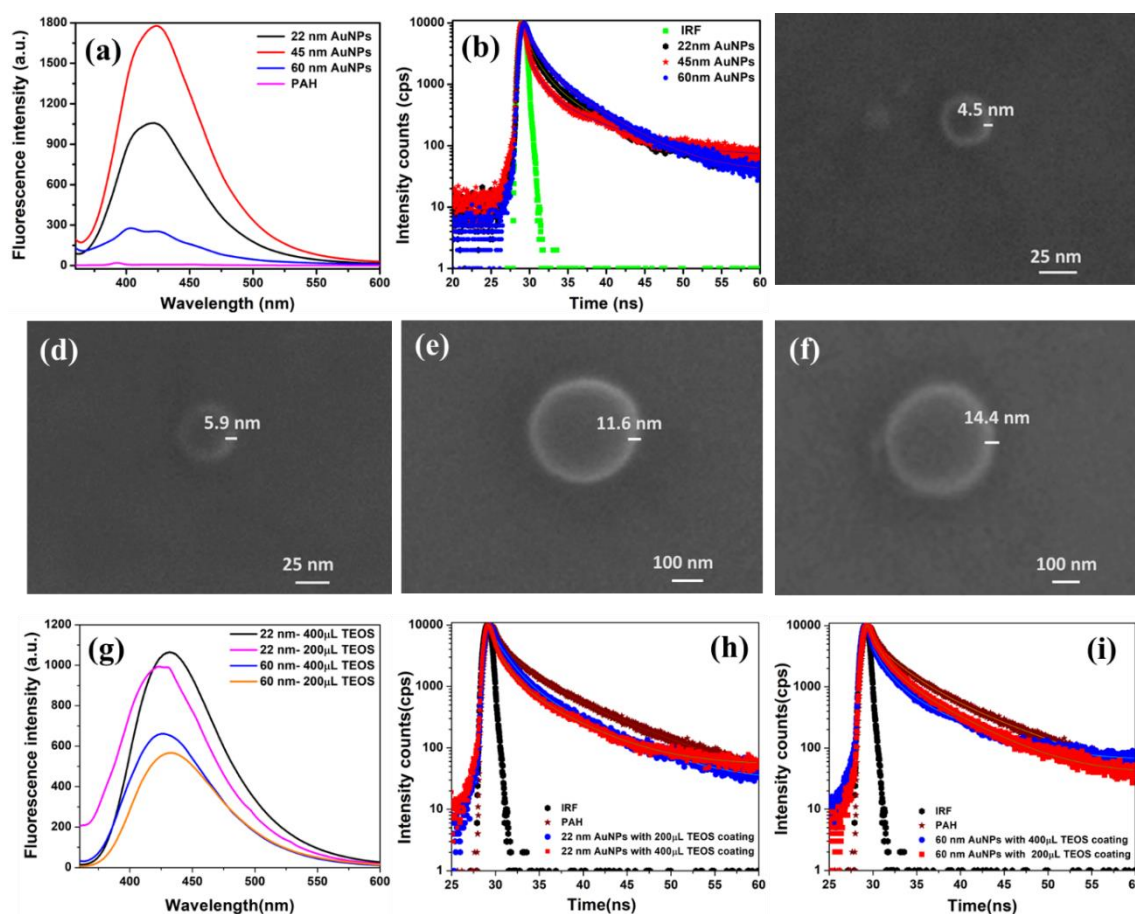 (a)
Fluorescence intensity (a.u.)
1800
1500
1200
900
600
300
0
22 nm AuNPs
45 nm AuNPs
60 nm AuNPs
PAH
400
450
500
550
600
Wavelength (nm)
(b)
Intensity counts (cps)
10000
1000
100
10
1
IRF
22nm AuNPs
45nm AuNPs
60nm AuNPs
20
25
30
35
40
45
50
55
60
Time (ns)
4.5 nm
25 nm
(d)
5.9 nm
25 nm
(e)
11.6 nm
100 nm
(f)
14.4 nm
100 nm
(g)
Fluorescence intensity (a.u.)
1200
1000
800
600
400
200
0
22 nm- 400μL TEOS
22 nm- 200μL TEOS
60 nm- 400μL TEOS
60 nm- 200μL TEOS
400
450
500
550
600
Wavelength (nm)
(h)
Intensity counts(cps)
10000
1000
100
10
1
IRF
PAH
22 nm AuNPs with 200μL TEOS coating
22 nm AuNPs with 400μL TEOS coating
25
30
35
40
45
50
55
60
Time(ns)
(i)
Intensity counts(cps)
10000
1000
100
10
1
IRF
PAH
60 nm AuNPs with 400μL TEOS coating
60 nm AuNPs with 200μL TEOS coating
25
30
35
40
45
50
55
60
Time(ns)